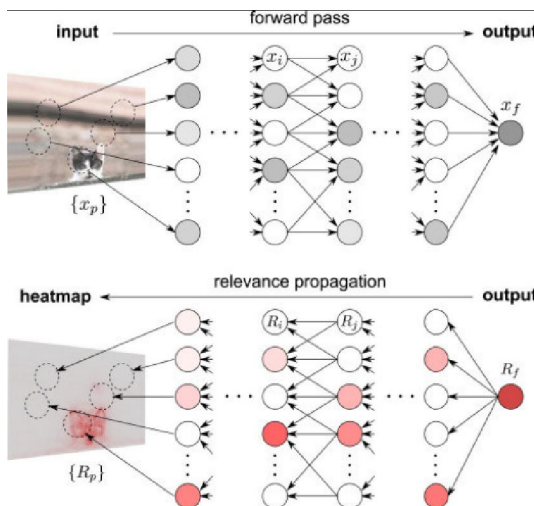 forward pass
input output
x_i x_j
x_f
{x_p}
relevance propagation
heatmap output
R_i R_j
R_f
{R_p}